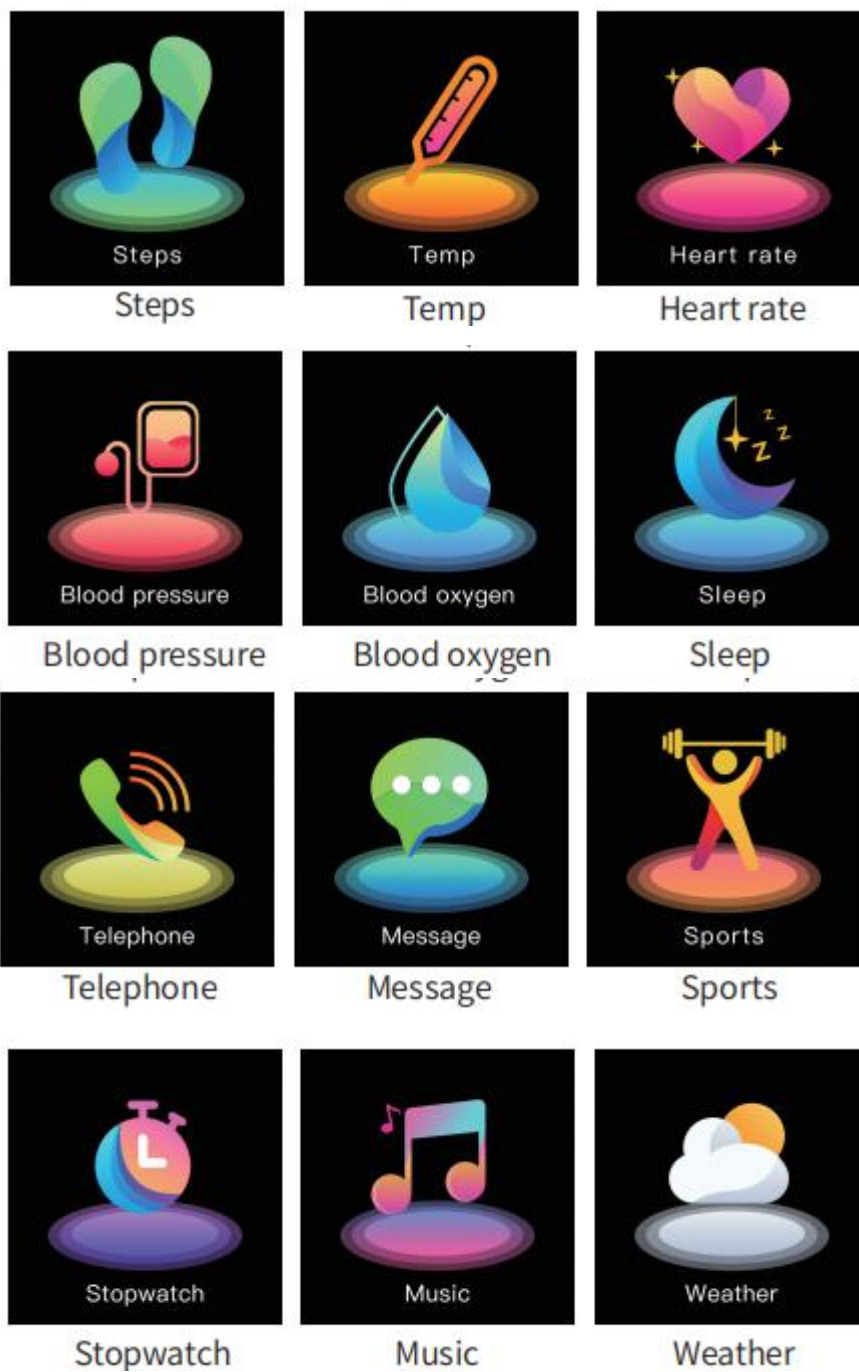 Steps
Temp
Heart rate
Steps
Temp
Heart rate
Blood pressure
Blood oxygen
Sleep
Blood pressure
Blood oxygen
Sleep
Telephone
Message
Sports
Telephone
Message
Sports
Stopwatch
Music
Weather
Stopwatch
Music
Weather